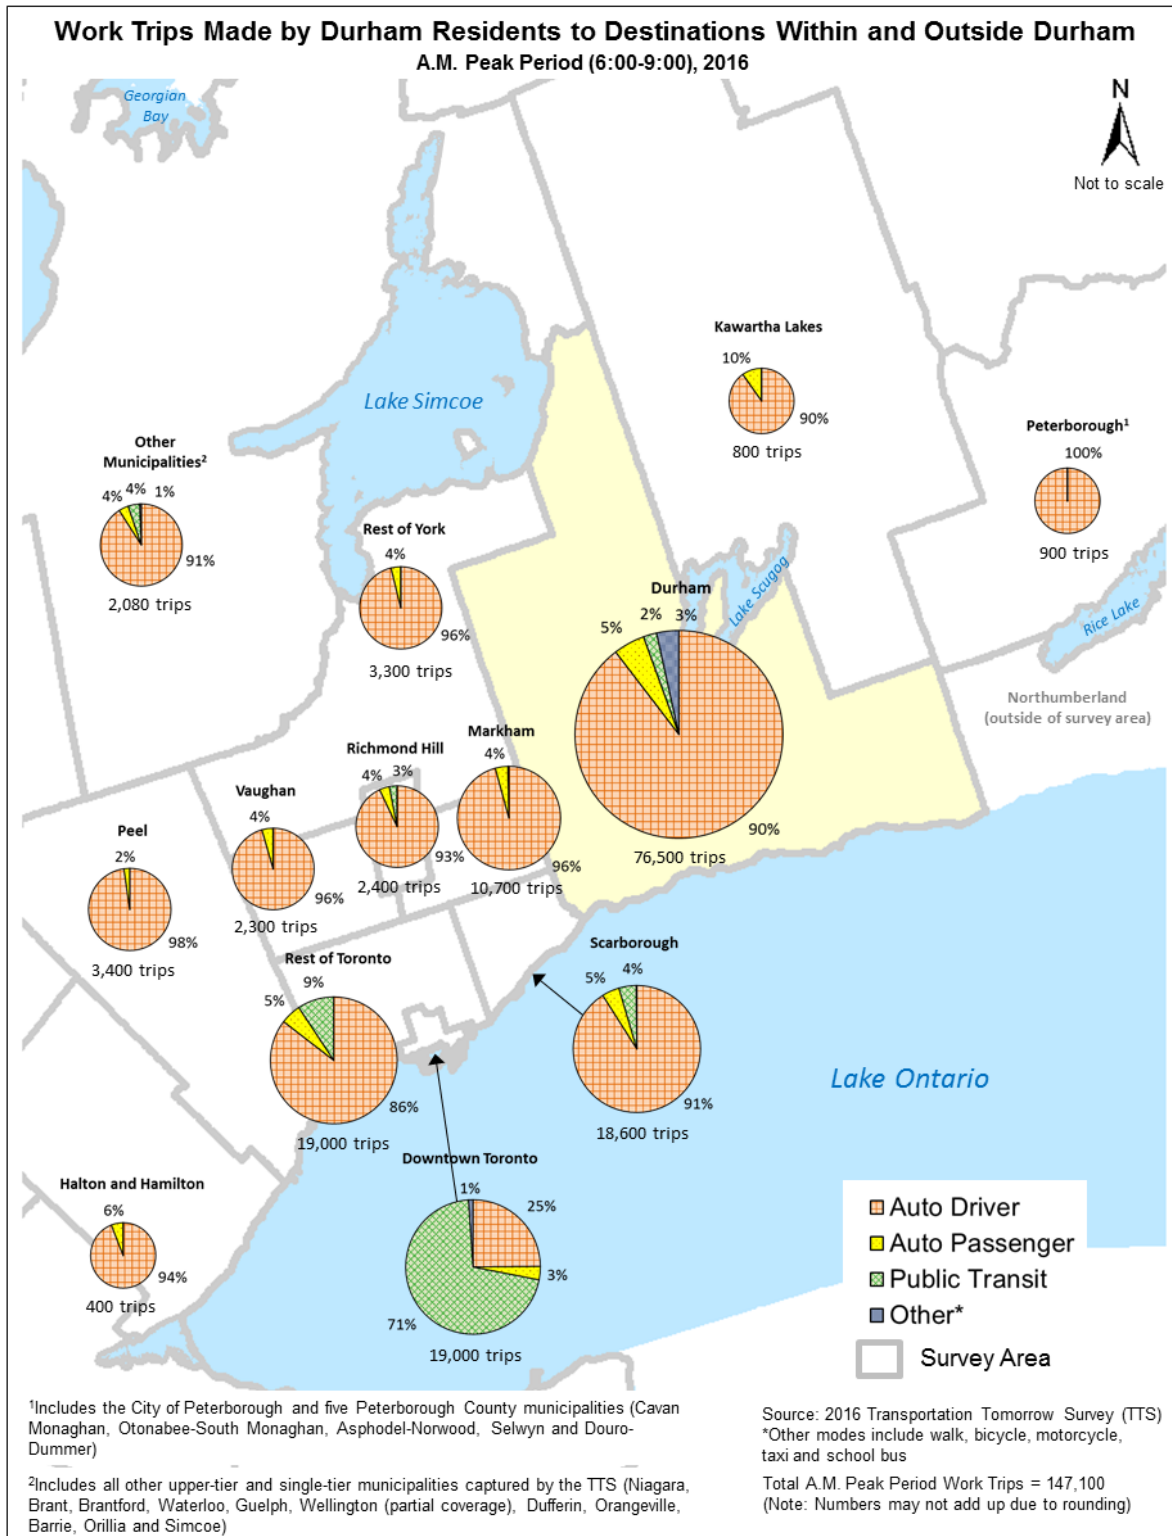 Work Trips Made by Durham Residents to Destinations Within and Outside Durham
A.M. Peak Period (6:00-9:00), 2016
Georgian
Bay
N
Not to scale
Lake Simcoe
Kawartha Lakes
10%
90%
800 trips
Peterborough¹
100%
900 trips
Other
Municipalities²
4%
4%
1%
91%
2,080 trips
Rest of York
4%
96%
3,300 trips
Lake Scugog
Rice Lake
Durham
5%
2%
3%
90%
76,500 trips
Northumberland
(outside of survey area)
Markham
4%
96%
10,700 trips
Richmond Hill
4%
3%
93%
2,400 trips
Vaughan
4%
96%
2,300 trips
Peel
2%
98%
3,400 trips
Rest of Toronto
5%
9%
86%
19,000 trips
Scarborough
5%
4%
91%
18,600 trips
Lake Ontario
Downtown Toronto
1%
25%
3%
71%
19,000 trips
Halton and Hamilton
6%
94%
400 trips
Auto Driver
Auto Passenger
Public Transit
Other*
Survey Area
¹Includes the City of Peterborough and five Peterborough County municipalities (Cavan
Monaghan, Otonabee-South Monaghan, Asphodel-Norwood, Selwyn and Douro-
Dummer)
²Includes all other upper-tier and single-tier municipalities captured by the TTS (Niagara,
Brant, Brantford, Waterloo, Guelph, Wellington (partial coverage), Dufferin, Orangeville,
Barrie, Orillia and Simcoe)
Source: 2016 Transportation Tomorrow Survey (TTS)
*Other modes include walk, bicycle, motorcycle,
taxi and school bus
Total A.M. Peak Period Work Trips = 147,100
(Note: Numbers may not add up due to rounding)